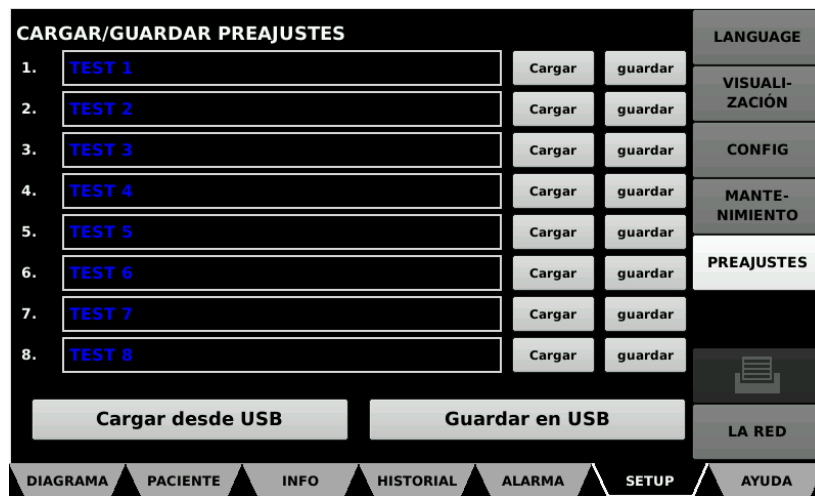 CARGAR/GUARDAR PREAJUSTES
1. TEST 1 Cargar guardar
2. TEST 2 Cargar guardar
3. TEST 3 Cargar guardar
4. TEST 4 Cargar guardar
5. TEST 5 Cargar guardar
6. TEST 6 Cargar guardar
7. TEST 7 Cargar guardar
8. TEST 8 Cargar guardar
Cargar desde USB Guardar en USB
LANGUAGE
VISUALI-
ZACIÓN
CONFIG
MANTE-
NIMIENTO
PREAJUSTES
LA RED
DIAGRAMA PACIENTE INFO HISTORIAL ALARMA SETUP AYUDA